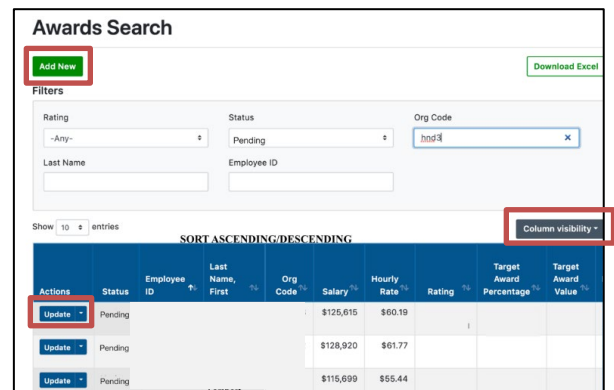 Awards Search
Add New
Download Excel
Filters
Rating
Status
Org Code
-Any-
Pending
hnd3
Last Name
Employee ID
Show 10 entries
Column visibility
SORT ASCENDING/DESCENDING
Actions Status Employee ID Last Name, First Org Code Salary Hourly Rate Rating Target Award Percentage Target Award Value
Update Pending $125,615 $60.19
Update Pending $128,920 $61.77
Update Pending $115,699 $55.44